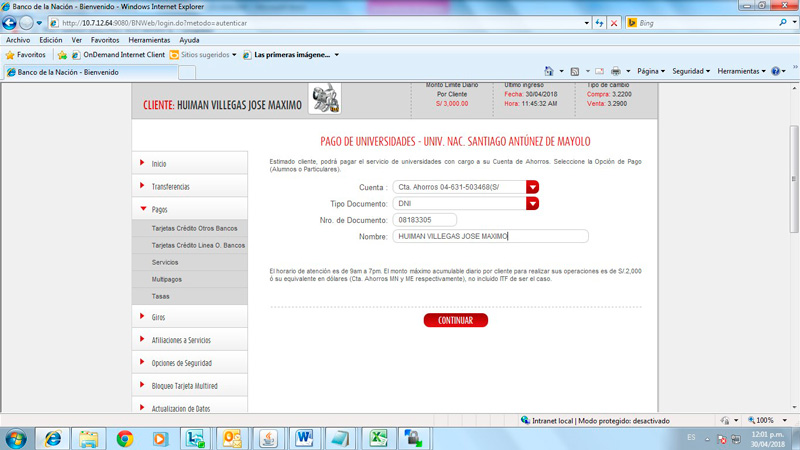 Banco de la Nación - Bienvenido - Windows Internet Explorer
http://10.7.12.64:9080/BNWeb/login.do?metodo=autenticar
Bing
Archivo Edición Ver Favoritos Herramientas Ayuda
Favoritos OnDemand Internet Client Sitios sugeridos Las primeras imágene...
Banco de la Nación - Bienvenido
Página Seguridad Herramientas
CLIENTE: HUIMAN VILLEGAS JOSE MAXIMO
Monto Límite Diario
Por Cliente
S/ 3,000.00
Último ingreso
Fecha: 30/04/2018
Hora: 11:45:32 AM
Tipo de cambio
Compra: 3.2200
Venta: 3.2900
Inicio
Transferencias
Pagos
Tarjetas Crédito Otros Bancos
Tarjetas Crédito Línea O. Bancos
Servicios
Multipagos
Tasas
Giros
Afiliaciones a Servicios
Opciones de Seguridad
Bloqueo Tarjeta Multired
Actualizacion de Datos
PAGO DE UNIVERSIDADES - UNIV. NAC. SANTIAGO ANTÚNEZ DE MAYOLO
Estimado cliente, podrá pagar el servicio de universidades con cargo a su Cuenta de Ahorros. Seleccione la Opción de Pago
(Alumnos o Particulares).
Cuenta : Cta. Ahorros 04-631-503468(S/
Tipo Documento: DNI
Nro. de Documento: 08183305
Nombre: HUIMAN VILLEGAS JOSE MAXIMO
El horario de atención es de 9am a 7pm. El monto máximo acumulable diario por cliente para realizar sus operaciones es de S/.2,000
ó su equivalente en dólares (Cta. Ahorros MN y ME respectivamente), no incluido ITF de ser el caso.
CONTINUAR
Intranet local | Modo protegido: desactivado
100%
ES
12:01 p.m.
30/04/2018